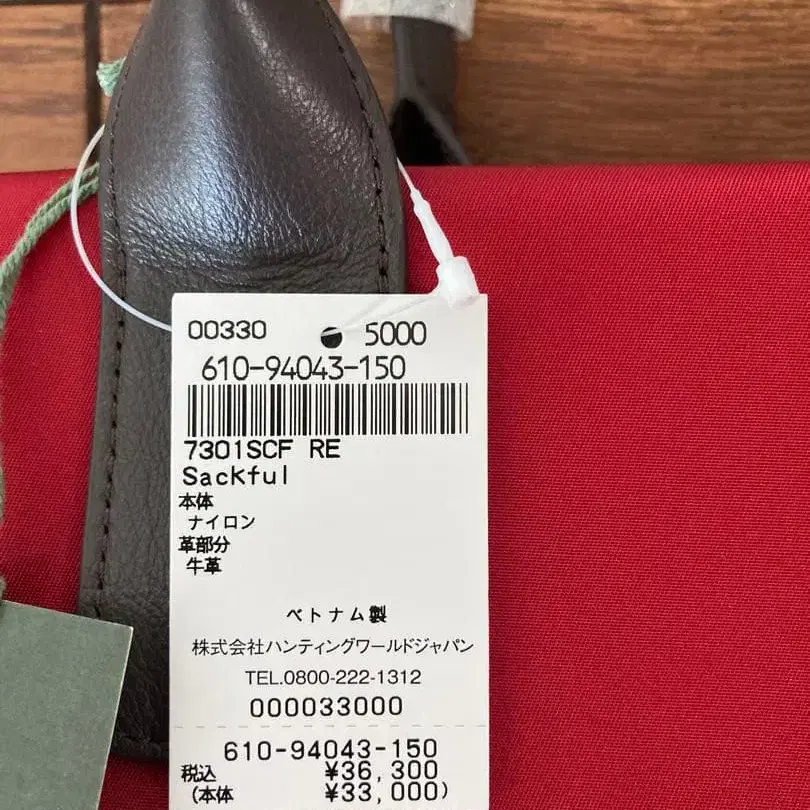 00330 5000
610-94043-150
7301SCF RE
Sackful
本体
ナイロン
革部分
牛革
ベトナム製
株式会社ハンティングワールドジャパン
TEL.0800-222-1312
000033000
610-94043-150
税込 ¥36,300
(本体 ¥33,000)